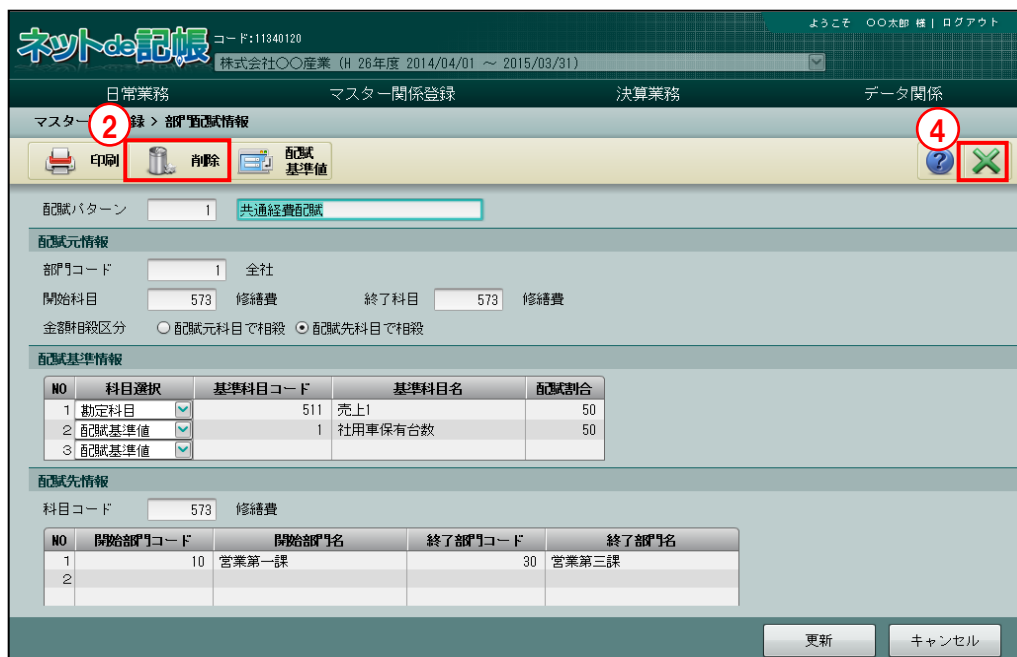 ようこそ 〇〇太郎 様 | ログアウト
ネットde記帳 コード:11340120
株式会社〇〇産業 (H 26年度 2014/04/01 ～ 2015/03/31)
日常業務 マスター関係登録 決算業務 データ関係
マスター 録 > 部門配賦情報
② ④
印刷 削除 配賦基準値 ?
配賦パターン 1 共通経費配賦
配賦元情報
部門コード 1 全社
開始科目 573 修繕費 終了科目 573 修繕費
金額相殺区分 配賦元科目で相殺 配賦先科目で相殺
配賦基準情報
NO 科目選択 基準科目コード 基準科目名 配賦割合
1 勘定科目 511 売上1 50
2 配賦基準値 1 社用車保有台数 50
3 配賦基準値
配賦先情報
科目コード 573 修繕費
NO 開始部門コード 開始部門名 終了部門コード 終了部門名
1 10 営業第一課 30 営業第三課
2
更新 キャンセル